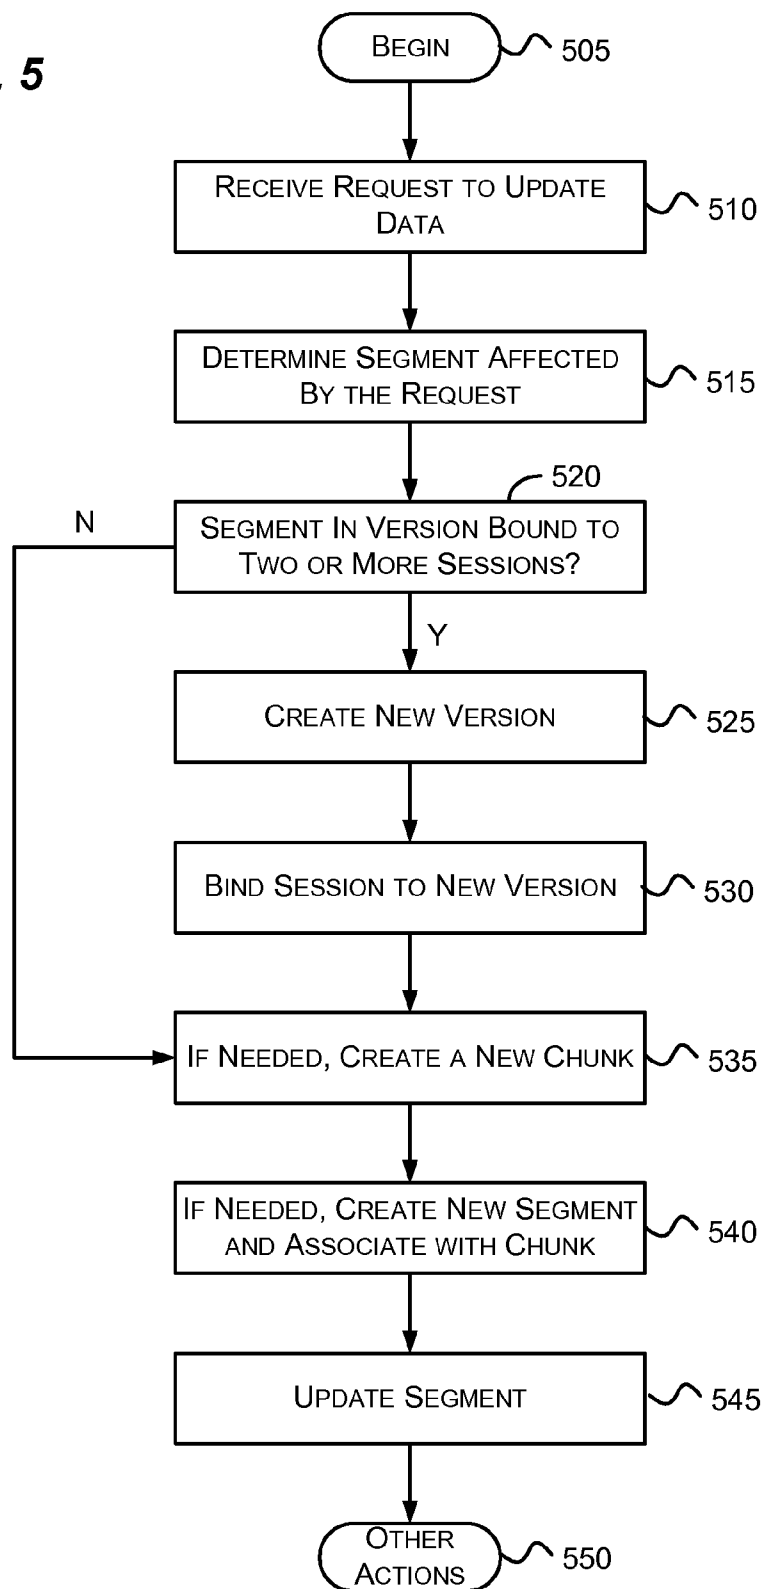 . 5
BEGIN
505
RECEIVE REQUEST TO UPDATE
DATA
510
DETERMINE SEGMENT AFFECTED
BY THE REQUEST
515
520
N
SEGMENT IN VERSION BOUND TO
TWO OR MORE SESSIONS?
Y
CREATE NEW VERSION
525
BIND SESSION TO NEW VERSION
530
IF NEEDED, CREATE A NEW CHUNK
535
IF NEEDED, CREATE NEW SEGMENT
AND ASSOCIATE WITH CHUNK
540
UPDATE SEGMENT
545
OTHER
ACTIONS
550